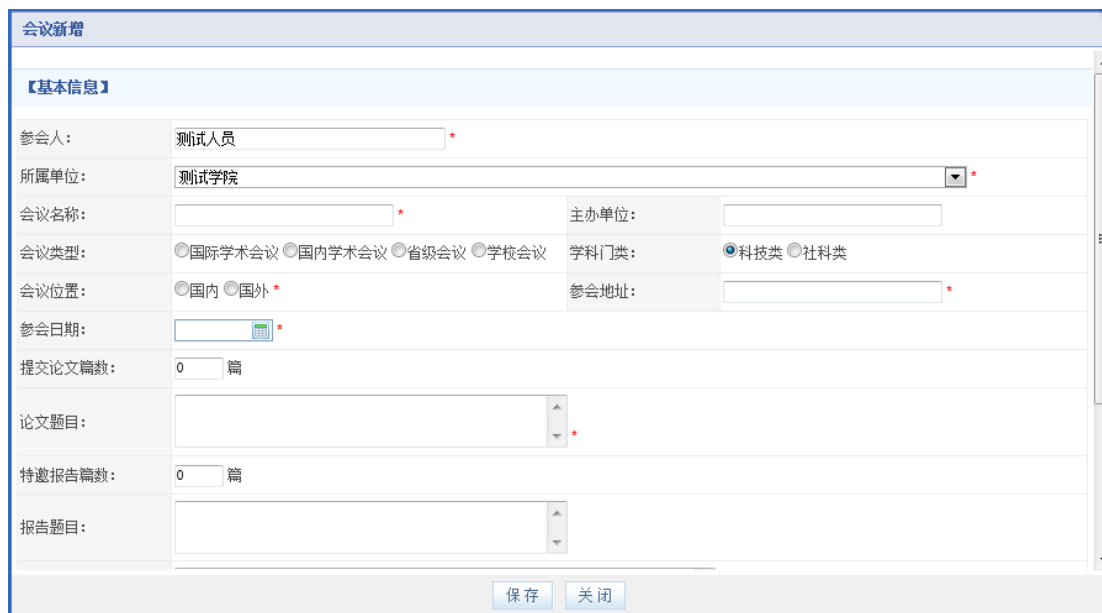 会议新增
【基本信息】
参会人: 测试人员 *
所属单位: 测试学院 *
会议名称: * 主办单位:
会议类型: 国际学术会议 国内学术会议 省级会议 学校会议 学科门类: 科技类 社科类
会议位置: 国内 国外 * 参会地址: *
参会日期: *
提交论文篇数: 0 篇
论文题目: *
特邀报告篇数: 0 篇
报告题目:
保存 关闭